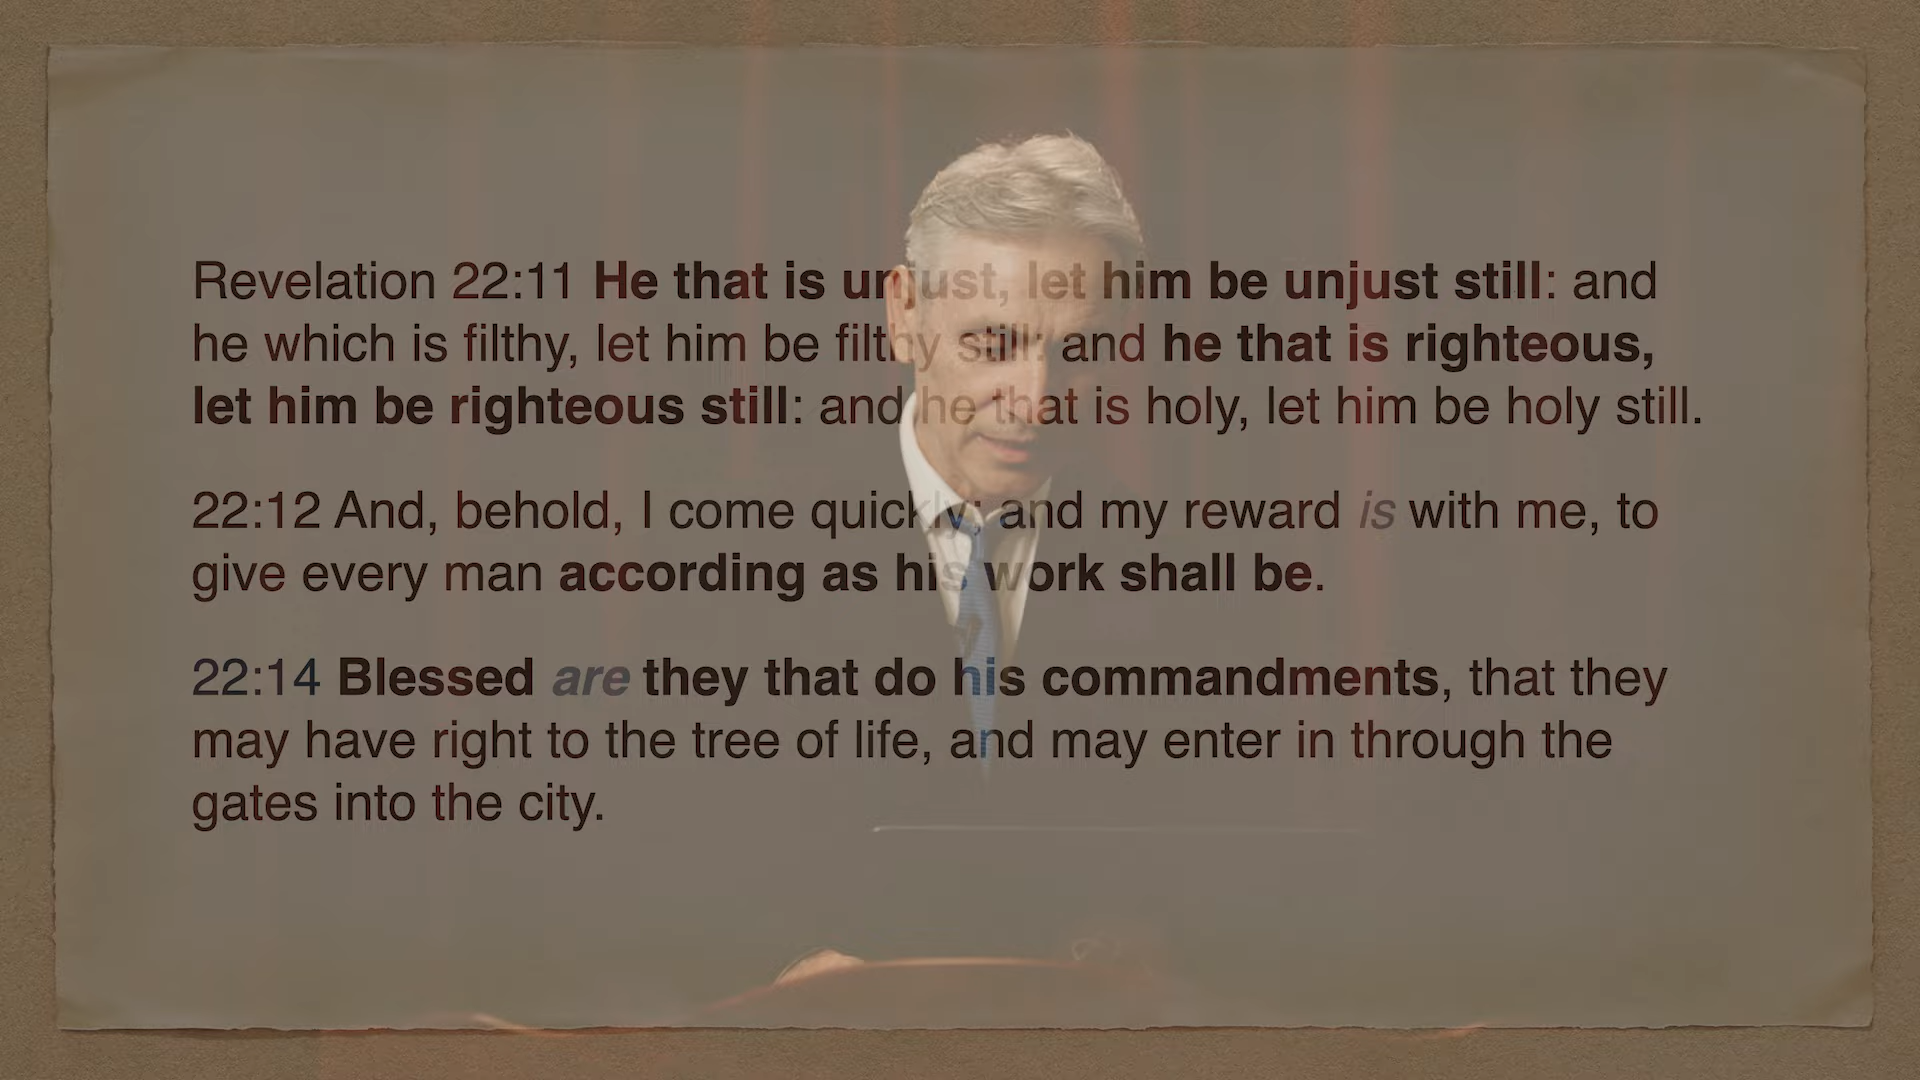 Revelation 22:11 He that is unjust, let him be unjust still: and
he which is filthy, let him be filthy still: and he that is righteous,
let him be righteous still: and he that is holy, let him be holy still.
22:12 And, behold, I come quickly; and my reward is with me, to
give every man according as his work shall be.
22:14 Blessed are they that do his commandments, that they
may have right to the tree of life, and may enter in through the
gates into the city.